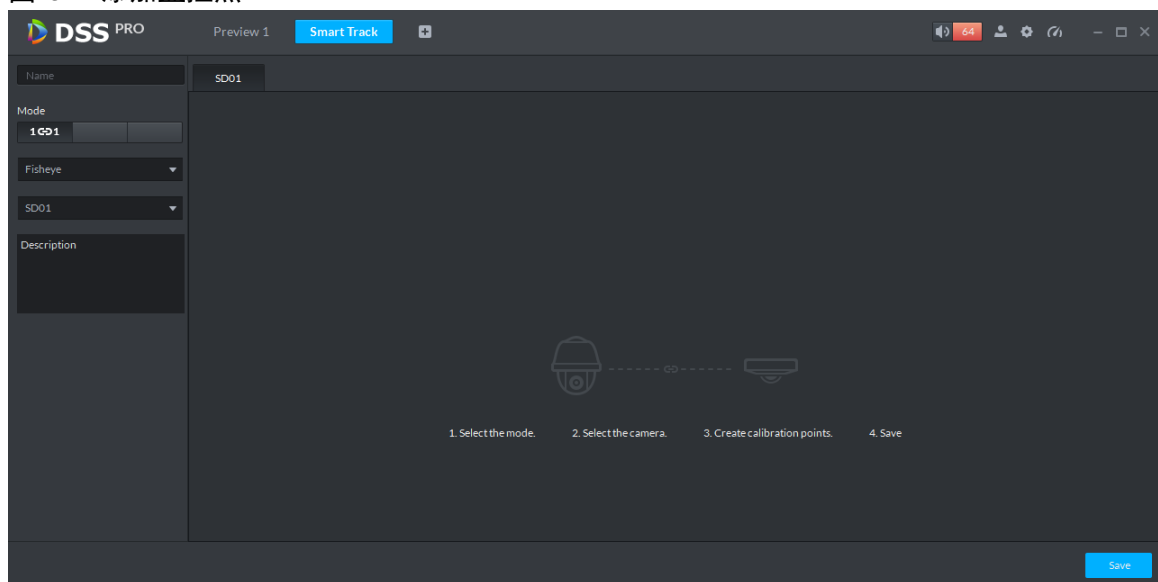 DSS PRO
Preview 1
Smart Track
64
Name
SD01
Mode
1 1
Fisheye
SD01
Description
1. Select the mode.
2. Select the camera.
3. Create calibration points.
4. Save
Save